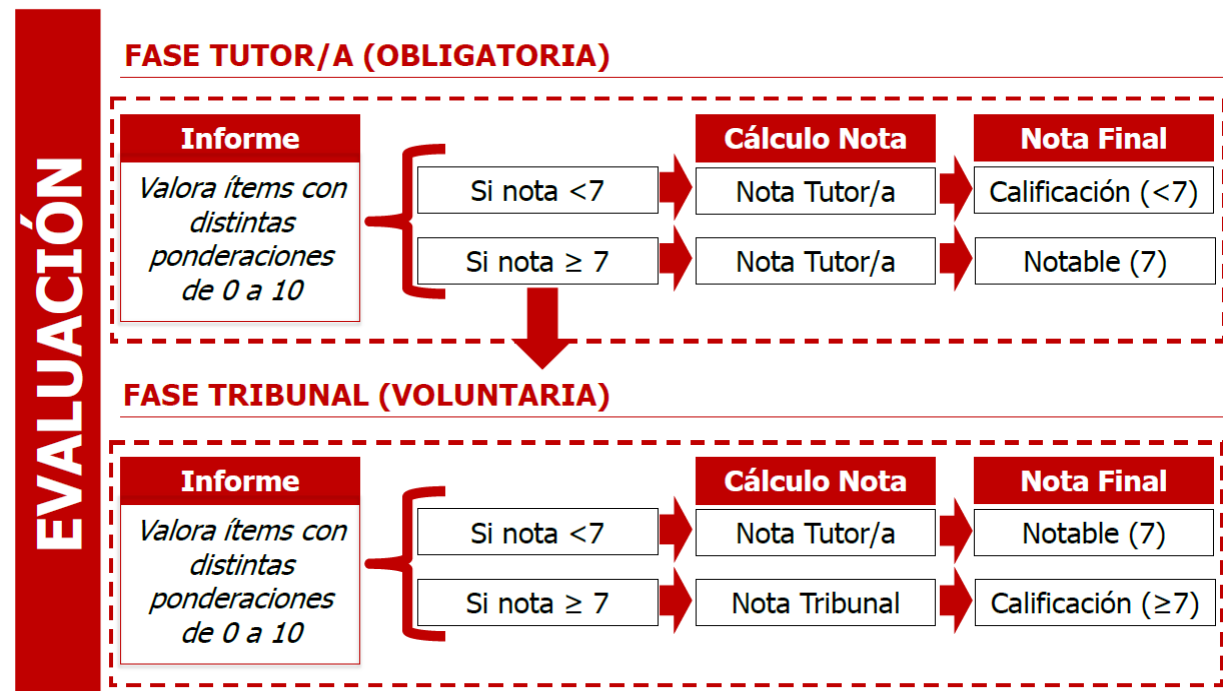 EVALUACIÓN
FASE TUTOR/A (OBLIGATORIA)
Informe
Valora ítems con
distintas
ponderaciones
de 0 a 10
Si nota <7
Si nota ≥ 7
Cálculo Nota
Nota Tutor/a
Nota Tutor/a
Nota Final
Calificación (<7)
Notable (7)
FASE TRIBUNAL (VOLUNTARIA)
Informe
Valora ítems con
distintas
ponderaciones
de 0 a 10
Si nota <7
Si nota ≥ 7
Cálculo Nota
Nota Tutor/a
Nota Tribunal
Nota Final
Notable (7)
Calificación (≥7)